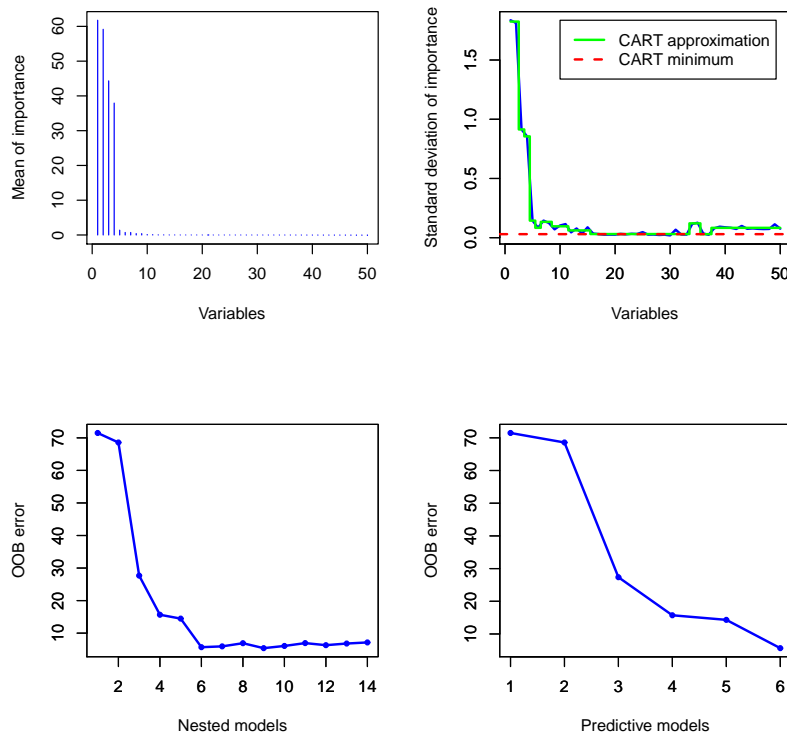 Mean of importance
60
50
40
30
20
10
0
0 10 20 30 40 50
Variables
Standard deviation of importance
1.5
1.0
0.5
0.0
CART approximation
CART minimum
0 10 20 30 40 50
Variables
OOB error
70
60
50
40
30
20
10
2 4 6 8 10 12 14
Nested models
OOB error
70
60
50
40
30
20
10
1 2 3 4 5 6
Predictive models